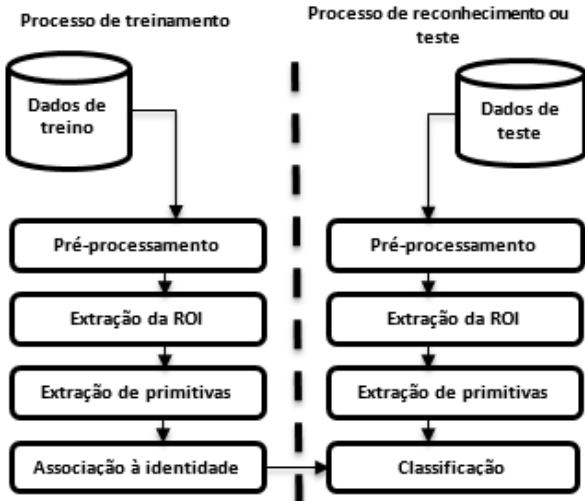 Processo de treinamento
Dados de
treino
Pré-processamento
Extração da ROI
Extração de primitivas
Associação à identidade
Processo de reconhecimento ou
teste
Dados de
teste
Pré-processamento
Extração da ROI
Extração de primitivas
Classificação